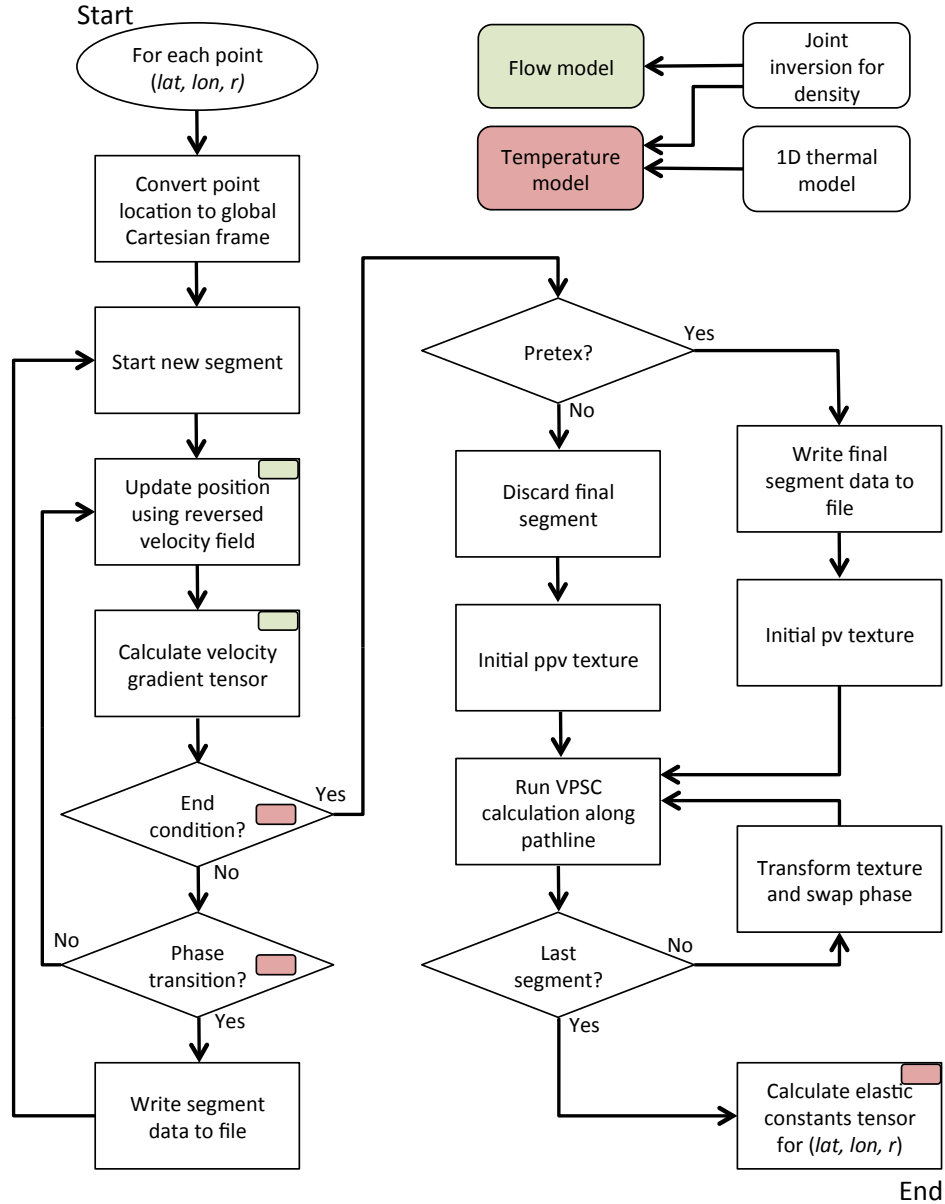 Start
For each point
(lat, lon, r)
Convert point
location to global
Cartesian frame
Start new segment
Update position
using reversed
velocity field
Calculate velocity
gradient tensor
End
condition?
Yes
No
Phase
transition?
No
Yes
Write segment
data to file
Flow model
Joint
inversion for
density
Temperature
model
1D thermal
model
Pretex?
Yes
No
Discard final
segment
Write final
segment data to
file
Initial ppv texture
Initial pv texture
Run VPSC
calculation along
pathline
Transform texture
and swap phase
Last
segment?
No
Yes
Calculate elastic
constants tensor
for (lat, lon, r)
End